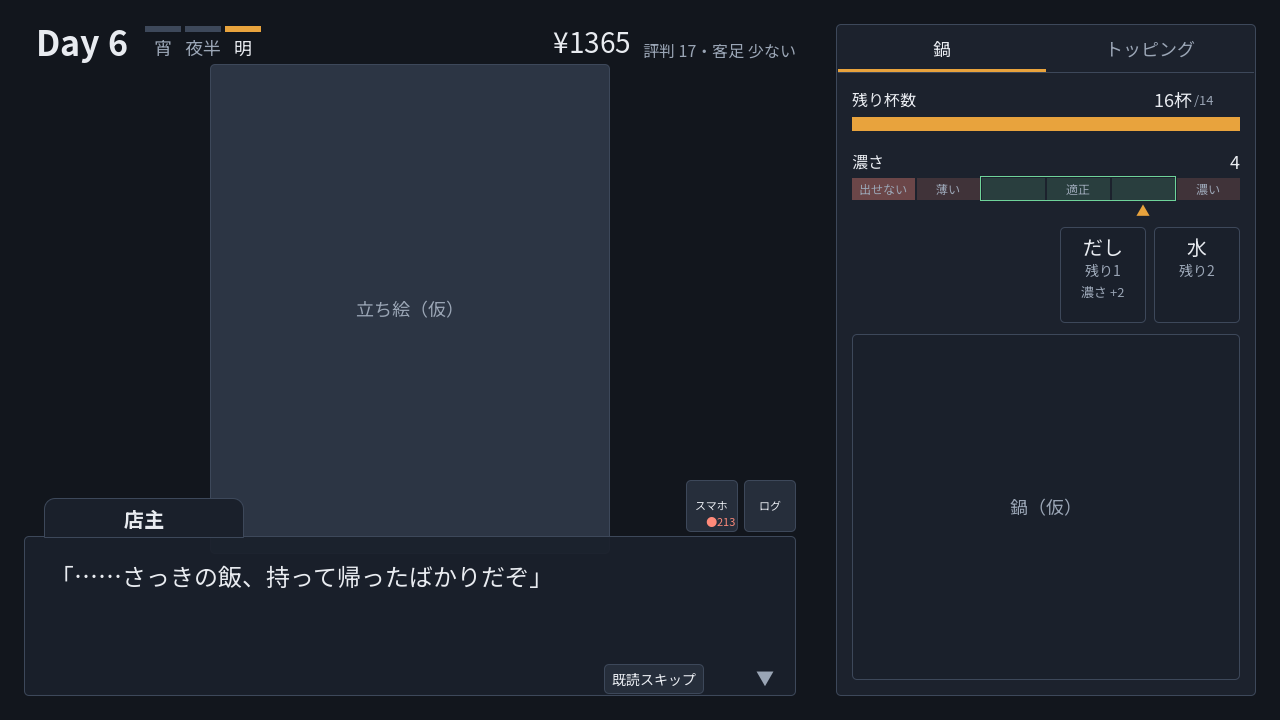 Day 6
宵 夜半 明
¥1365 評判 17・客足 少ない
立ち絵（仮）
スマホ
213
ログ
店主
「……さっきの飯、持って帰ったばかりだぞ」
既読スキップ
▼
鍋 トッピング
残り杯数 16杯/14
濃さ 4
出せない 薄い 適正 濃い
だし
残り1
濃さ +2
水
残り2
鍋（仮）